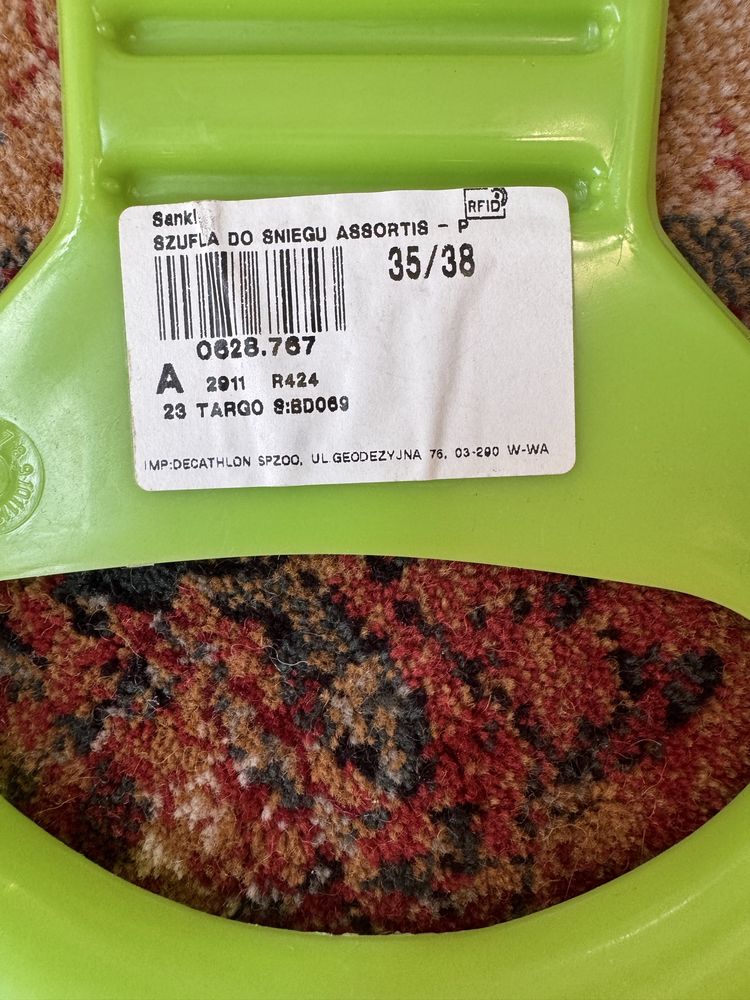 Sanki
SZUFLA DO SNIEGU ASSORTIS - P
RFID
35/38
0628.767
A 2911 R424
23 TARGO S:BD069
IMP:DECATHLON SPZOO, UL.GEODEZYJNA 76, 03-290 W-WA